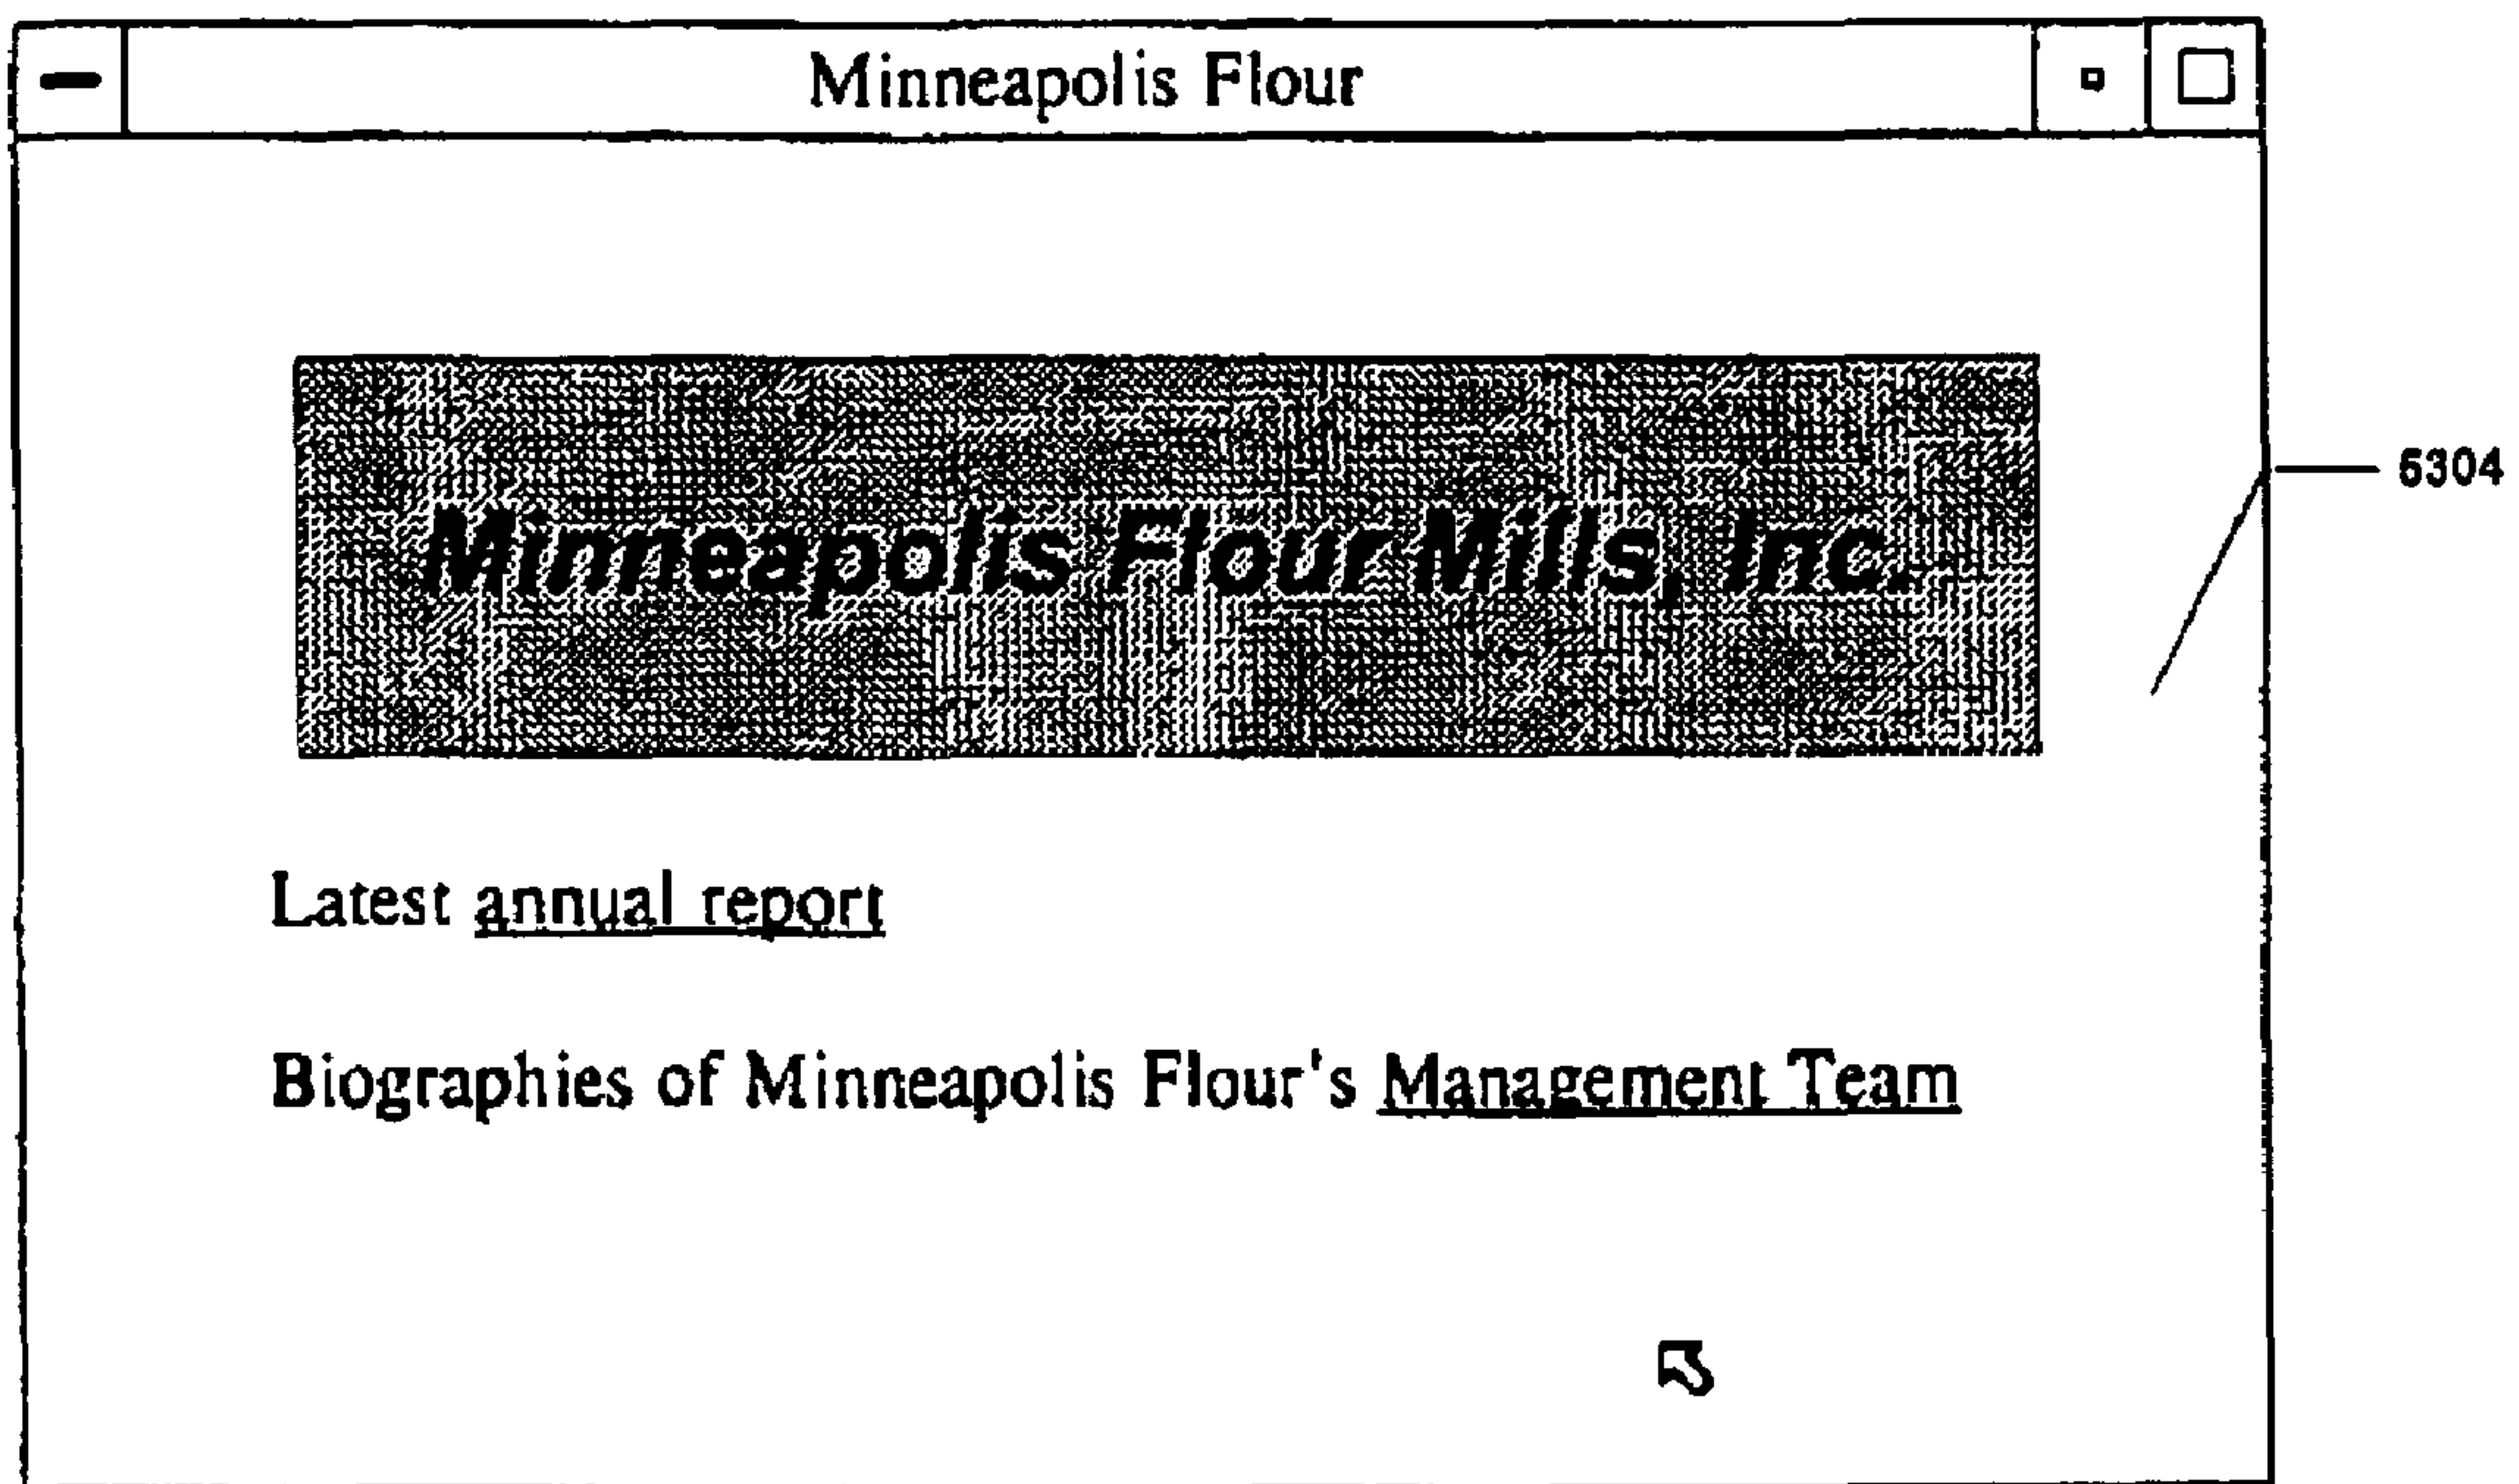 Minneapolis Flour
Minneapolis Flour Mills, Inc.
6304
Latest annual report
Biographies of Minneapolis Flour's Management Team